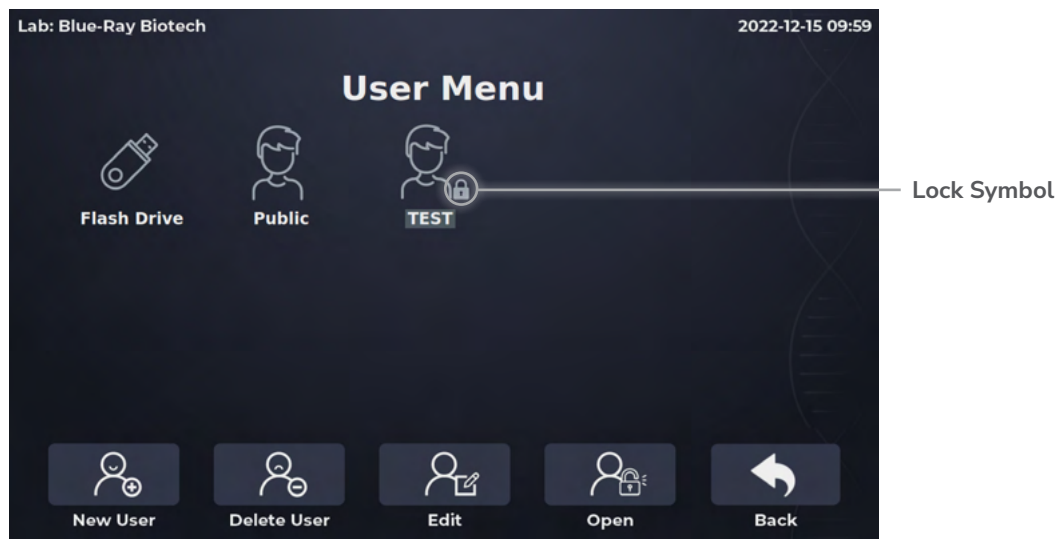 Lab: Blue-Ray Biotech 2022-12-15 09:59
User Menu
Lock Symbol
Flash Drive Public TEST
New User Delete User Edit Open Back